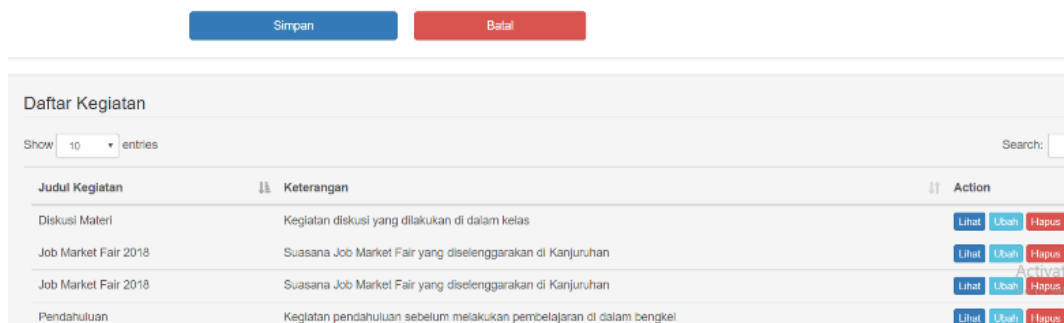 Simpan Batal
Daftar Kegiatan
Show 10 entries Search:
Judul Kegiatan Keterangan Action
Diskusi Materi Kegiatan diskusi yang dilakukan di dalam kelas Lihat Ubah Hapus
Job Market Fair 2018 Suasana Job Market Fair yang diselenggarakan di Kanjuruhan Lihat Ubah Hapus
Activat
Job Market Fair 2018 Suasana Job Market Fair yang diselenggarakan di Kanjuruhan Lihat Ubah Hapus
Pendahuluan Kegiatan pendahuluan sebelum melakukan pembelajaran di dalam bengkel Lihat Ubah Hapus